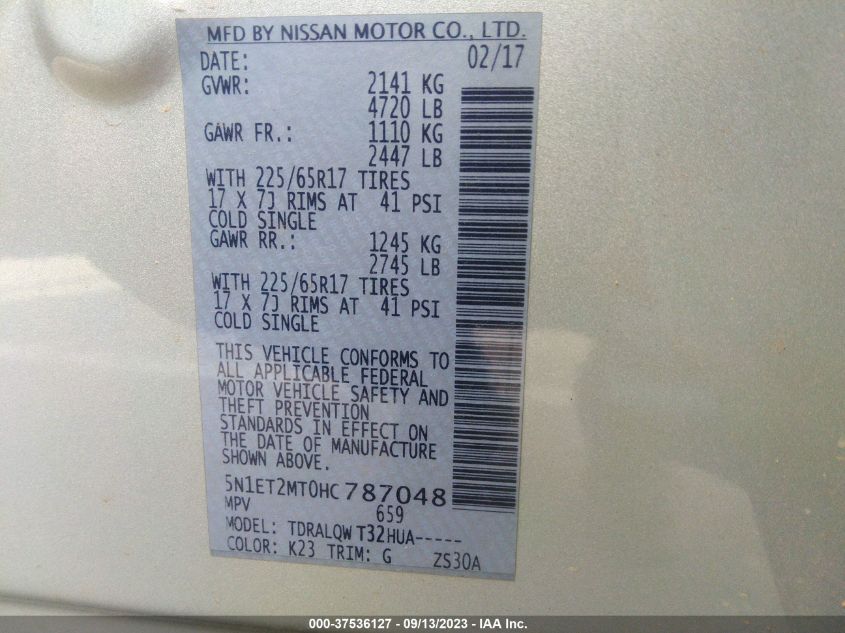 MFD BY NISSAN MOTOR CO., LTD.
DATE: 02/17
GVWR: 2141 KG
4720 LB
GAWR FR.: 1110 KG
2447 LB
WITH 225/65R17 TIRES
17 X 7J RIMS AT 41 PSI
COLD SINGLE
GAWR RR.: 1245 KG
2745 LB
WITH 225/65R17 TIRES
17 X 7J RIMS AT 41 PSI
COLD SINGLE
THIS VEHICLE CONFORMS TO
ALL APPLICABLE FEDERAL
MOTOR VEHICLE SAFETY AND
THEFT PREVENTION
STANDARDS IN EFFECT ON
THE DATE OF MANUFACTURE
SHOWN ABOVE.
5N1ET2MT0HC787048
MPV 659
MODEL: TDRALQW T32HUA-----
COLOR: K23 TRIM: G ZS30A
000-37536127 - 09/13/2023 - IAA Inc.